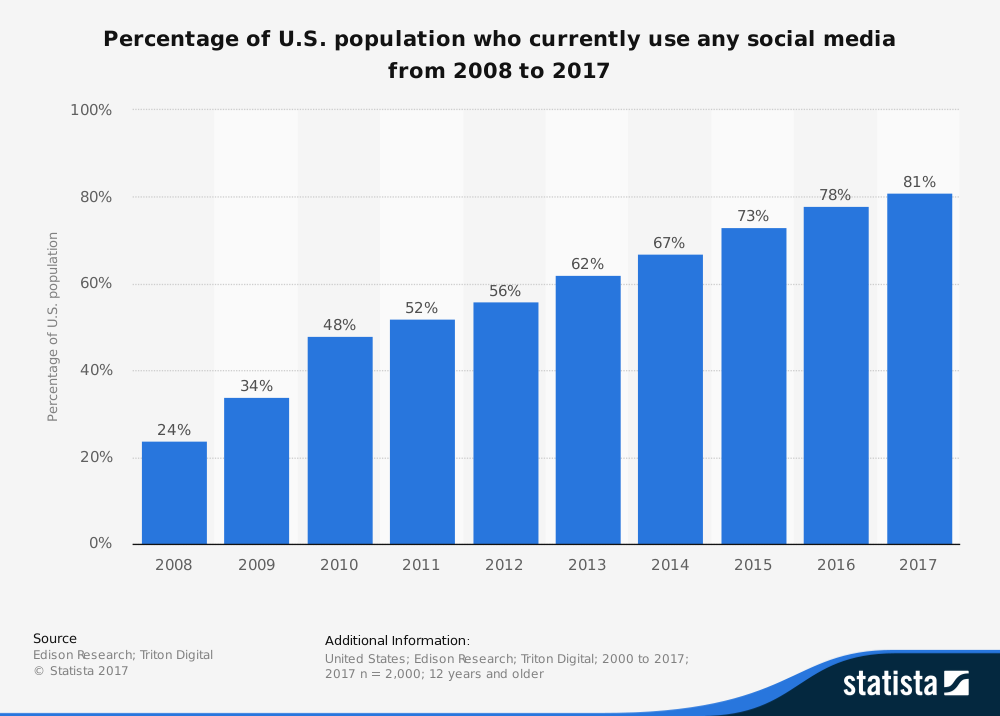 Percentage of U.S. population who currently use any social media
from 2008 to 2017
Percentage of U.S. population
100%
80%
60%
40%
20%
0%
24%
34%
48%
52%
56%
62%
67%
73%
78%
81%
2008
2009
2010
2011
2012
2013
2014
2015
2016
2017
Source
Edison Research; Triton Digital
© Statista 2017
Additional Information:
United States; Edison Research; Triton Digital; 2000 to 2017;
2017 n = 2,000; 12 years and older
statista